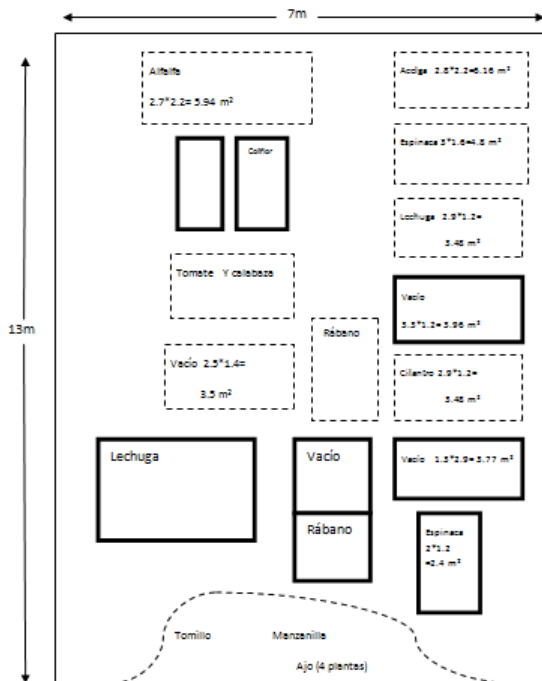 7m
13m
Alfalfa
2.7*2.2= 5.94 m²
Acelga 2.8*2.2=6.16 m²
Coliflor
Espinaca 3*1.6=4.8 m²
Lechuga 2.9*1.2=
3.48 m²
Tomate Y calabaza
Vacío
3.3*1.2= 3.96 m²
Rábano
Vacío 2.5*1.4=
3.5 m²
Cilantro 2.9*1.2=
3.48 m²
Lechuga
Vacío
Vacío 1.3*2.9= 3.77 m²
Rábano
Espinaca
2*1.2
=2.4 m²
Tomillo
Manzanilla
Ajo (4 plantas)